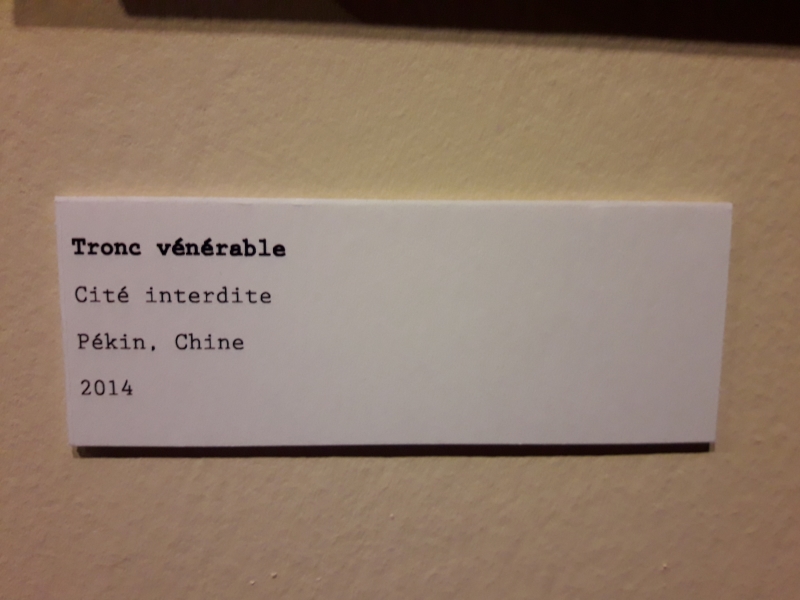 Tronc vénérable
Cité interdite
Pékin, Chine
2014